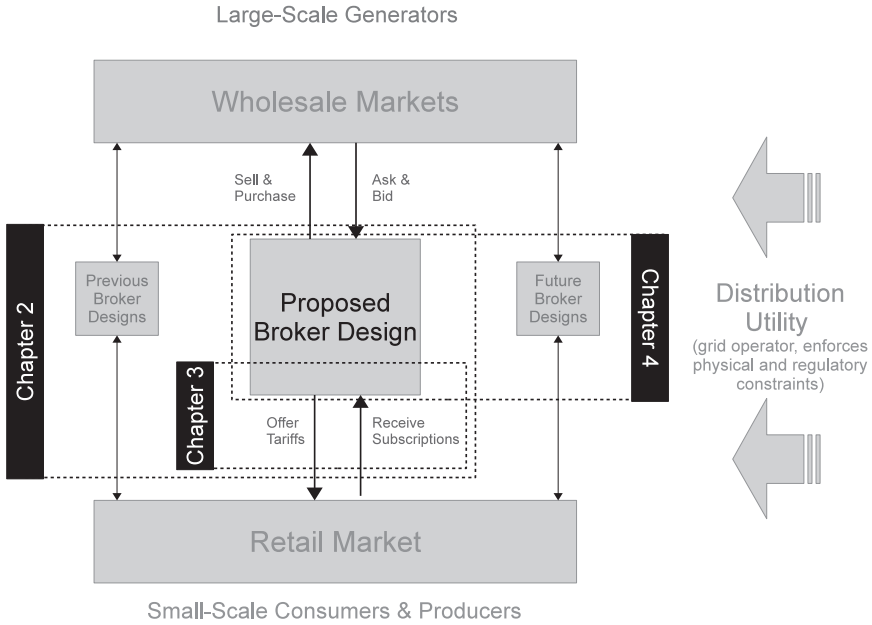 Large-Scale Generators
Wholesale Markets
Sell &
Purchase
Ask &
Bid
Chapter 2
Previous
Broker
Designs
Proposed
Broker Design
Future
Broker
Designs
Chapter 4
Distribution
Utility
(grid operator, enforces
physical and regulatory
constraints)
Chapter 3
Offer
Tariffs
Receive
Subscriptions
Retail Market
Small-Scale Consumers & Producers